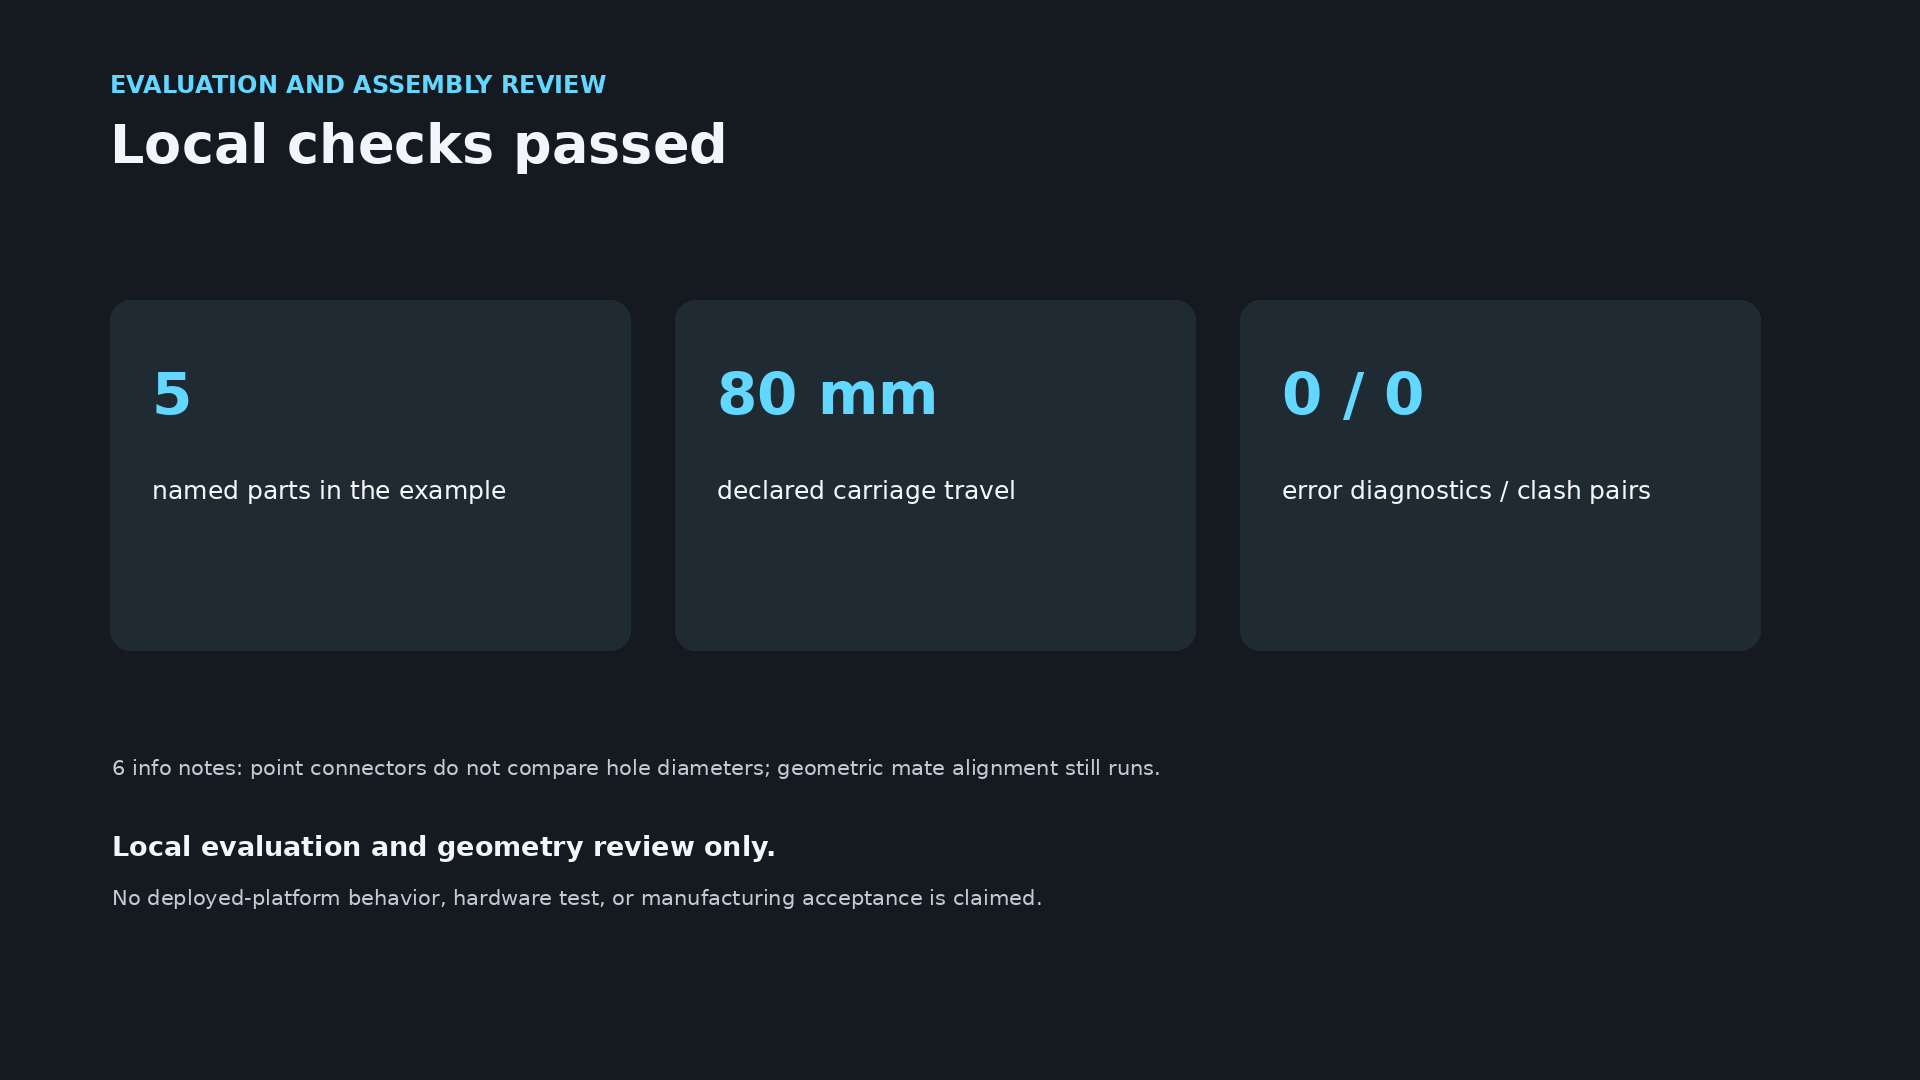 EVALUATION AND ASSEMBLY REVIEW
Local checks passed
5
named parts in the example
80 mm
declared carriage travel
0 / 0
error diagnostics / clash pairs
6 info notes: point connectors do not compare hole diameters; geometric mate alignment still runs.
Local evaluation and geometry review only.
No deployed-platform behavior, hardware test, or manufacturing acceptance is claimed.